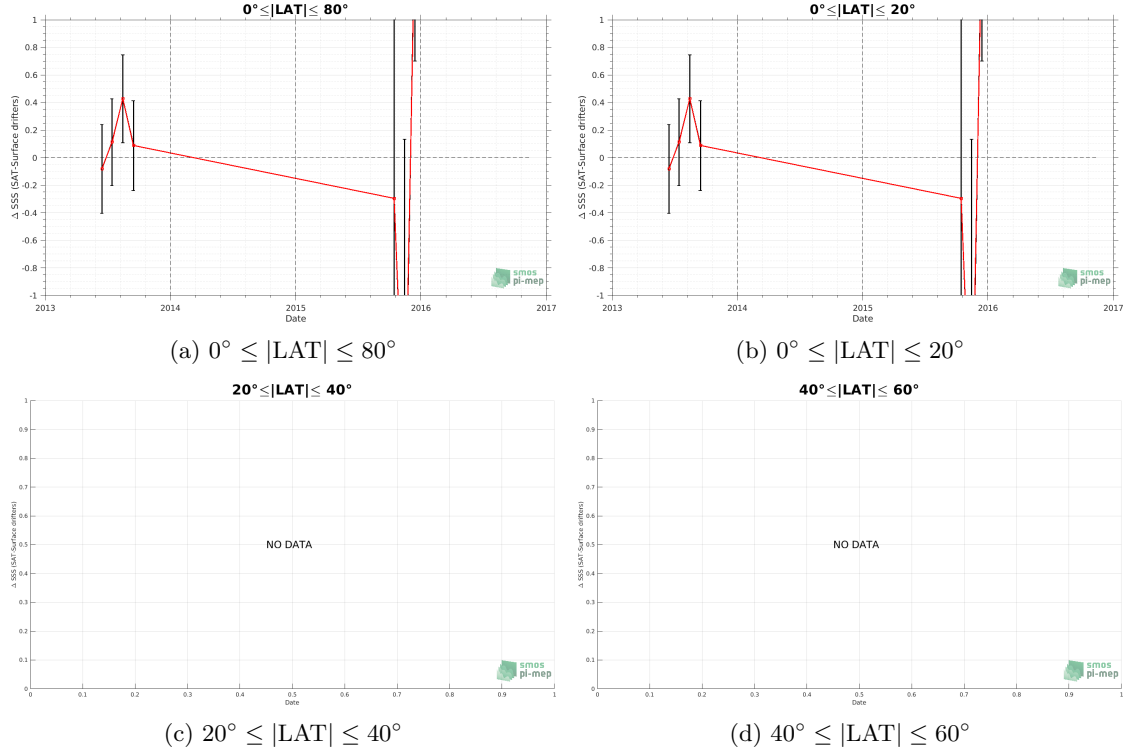 0°≤|LAT|≤ 80°
1
0.8
0.6
0.4
0.2
0
-0.2
-0.4
-0.6
-0.8
-1
Δ SSS (SAT-Surface drifters)
2013 2014 2015 2016 2017
Date
smos
pi-mep
(a) 0° ≤ |LAT| ≤ 80°
0°≤|LAT|≤ 20°
1
0.8
0.6
0.4
0.2
0
-0.2
-0.4
-0.6
-0.8
-1
Δ SSS (SAT-Surface drifters)
2013 2014 2015 2016 2017
Date
smos
pi-mep
(b) 0° ≤ |LAT| ≤ 20°
20°≤|LAT|≤ 40°
1
0.9
0.8
0.7
0.6
0.5
0.4
0.3
0.2
0.1
0
Δ SSS (SAT-Surface drifters)
NO DATA
0 0.1 0.2 0.3 0.4 0.5 0.6 0.7 0.8 0.9 1
Date
smos
pi-mep
(c) 20° ≤ |LAT| ≤ 40°
40°≤|LAT|≤ 60°
1
0.9
0.8
0.7
0.6
0.5
0.4
0.3
0.2
0.1
0
Δ SSS (SAT-Surface drifters)
NO DATA
0 0.1 0.2 0.3 0.4 0.5 0.6 0.7 0.8 0.9 1
Date
smos
pi-mep
(d) 40° ≤ |LAT| ≤ 60°